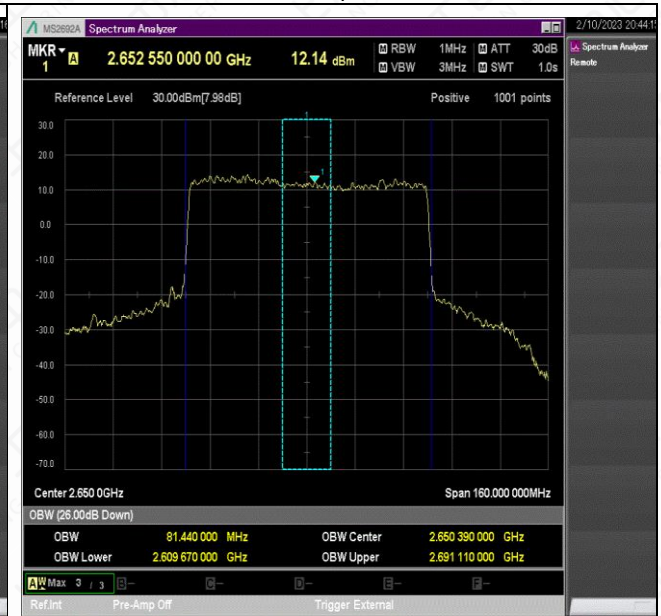 MS2692A Spectrum Analyzer
2/10/2023 20:44:1
MKR 1 A 2.652 550 000 00 GHz 12.14 dBm
M RBW 1MHz M ATT 30dB
M VBW 3MHz M SWT 1.0s
Spectrum Analyzer
Remote
Reference Level 30.00dBm[7.98dB] Positive 1001 points
1
30.0
20.0
1
10.0
0.0
-10.0
-20.0
-30.0
-40.0
-50.0
-60.0
-70.0
Center 2.650 0GHz Span 160.000 000MHz
OBW (26.00dB Down)
OBW 81.440 000 MHz OBW Center 2.650 390 000 GHz
OBW Lower 2.609 670 000 GHz OBW Upper 2.691 110 000 GHz
A W Max 3 / 3 B- C- D- E- F-
Ref.Int Pre-Amp Off Trigger External